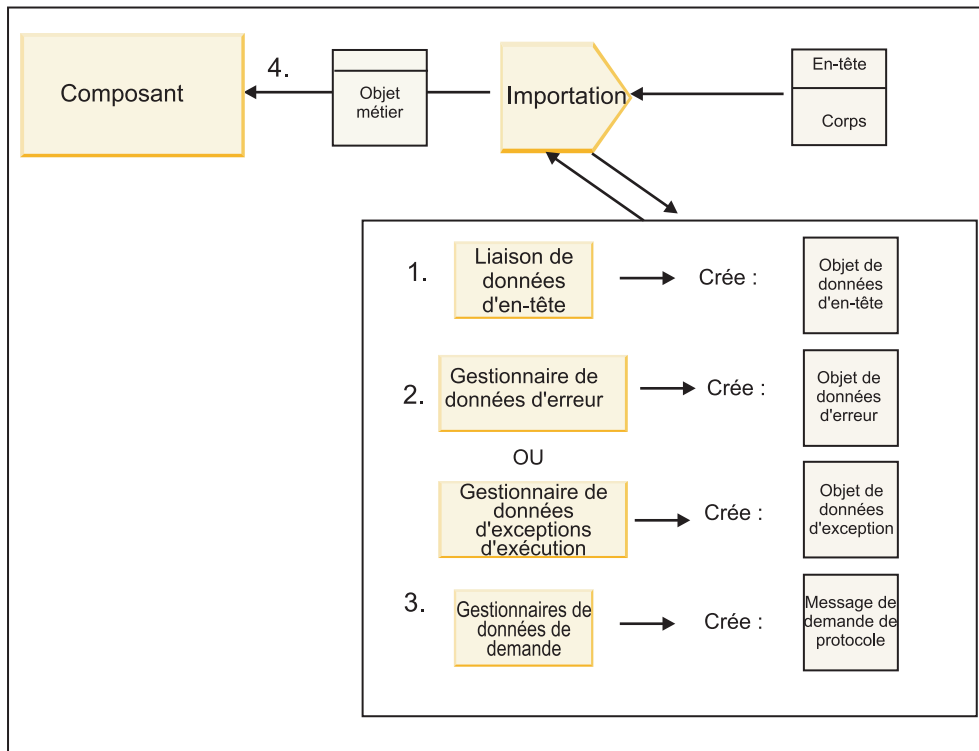 Composant
4.
Objet
métier
Importation
En-tête
Corps
1.
Liaison de
données
d'en-tête
Crée :
Objet de
données
d'en-tête
2.
Gestionnaire de
données d'erreur
Crée :
Objet de
données
d'erreur
OU
Gestionnaire de
données
d'exceptions
d'exécution
Crée :
Objet de
données
d'exception
3.
Gestionnaires de
données de
demande
Crée :
Message de
demande de
protocole